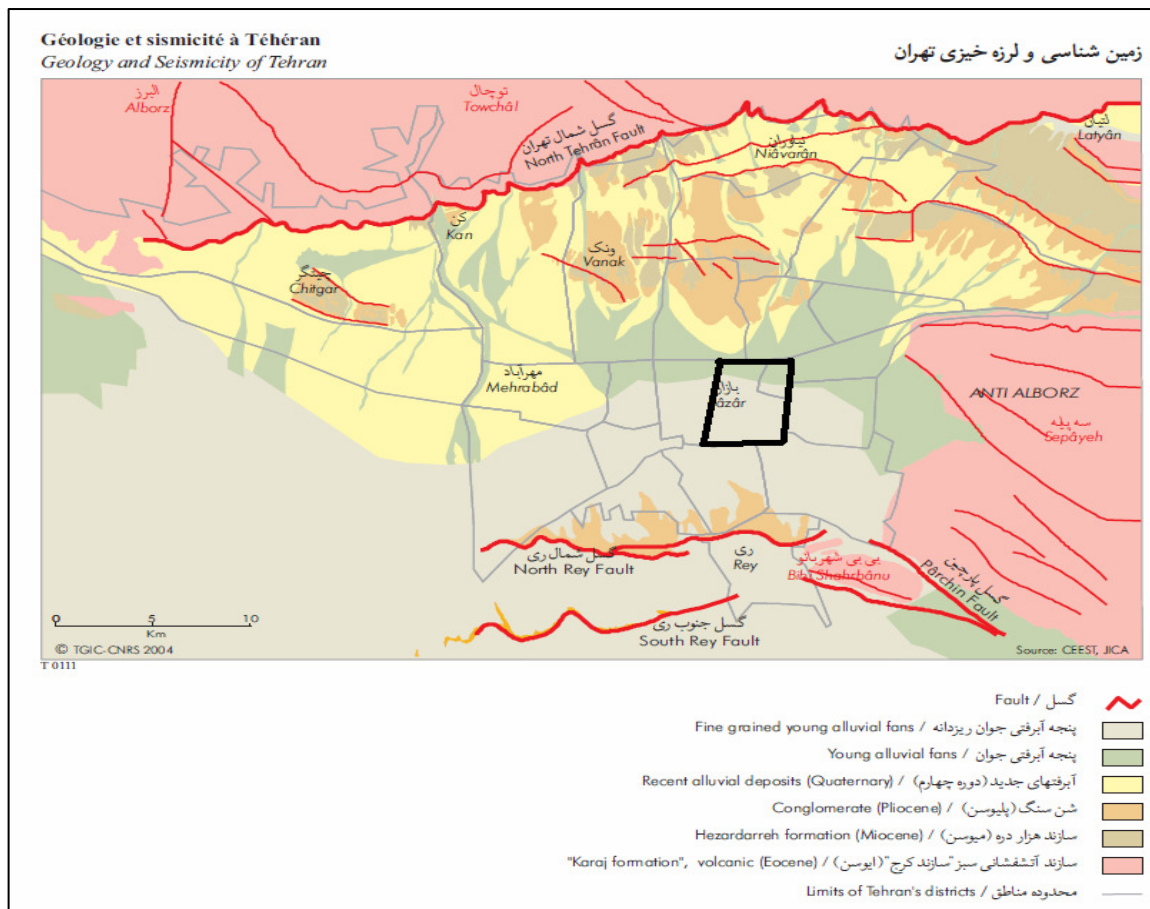 Géologie et sismicité à Téhéran
Geology and Seismicity of Tehran
زمین شناسی و لرزه خیزی تهران
البرز
Alborz
توچال
Towchâl
گسل شمال تهران
North Tehrân Fault
نیاوران
Niâvarân
لتیان
Latyân
کن
Kan
ونک
Vanak
چیتگر
Chitgar
مهرآباد
Mehrabâd
بازار
âzâr
ANTI ALBORZ
سه پایه
Sepâyeh
گسل شمال ری
North Rey Fault
ری
Rey
بی بی شهربانو
Bibi Shahrbânu
گسل پارچین
Pârchin Fault
گسل جنوب ری
South Rey Fault
0 5 10
Km
© TGIC-CNRS 2004
Source: CEEST, JICA
T 0111
Fault / گسل
Fine grained young alluvial fans / پنجه آبرفتی جوان ریزدانه
Young alluvial fans / پنجه آبرفتی جوان
Recent alluvial deposits (Quaternary) / آبرفتهای جدید (دوره چهارم)
Conglomerate (Pliocene) / شن سنگ (پلیوسن)
Hezardarreh formation (Miocene) / سازند هزار دره (میوسن)
"Karaj formation", volcanic (Eocene) / سازند آتشفشانی سبز "سازند کرج" (ایوسن)
Limits of Tehran's districts / محدوده مناطق